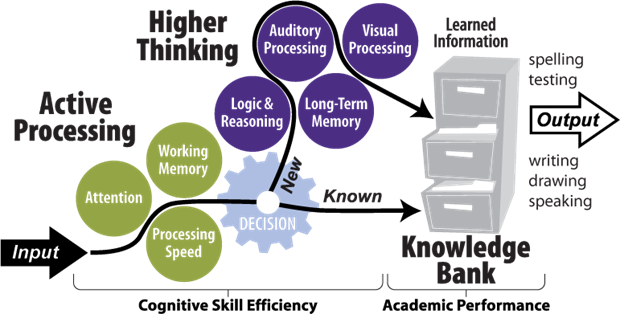 Higher
Thinking
Auditory
Processing
Visual
Processing
Learned
Information
spelling
testing
Active
Processing
Logic &
Reasoning
Long-Term
Memory
Output
Working
Memory
Attention
New
Known
writing
drawing
speaking
DECISION
Processing
Speed
Input
Knowledge
Bank
Cognitive Skill Efficiency
Academic Performance